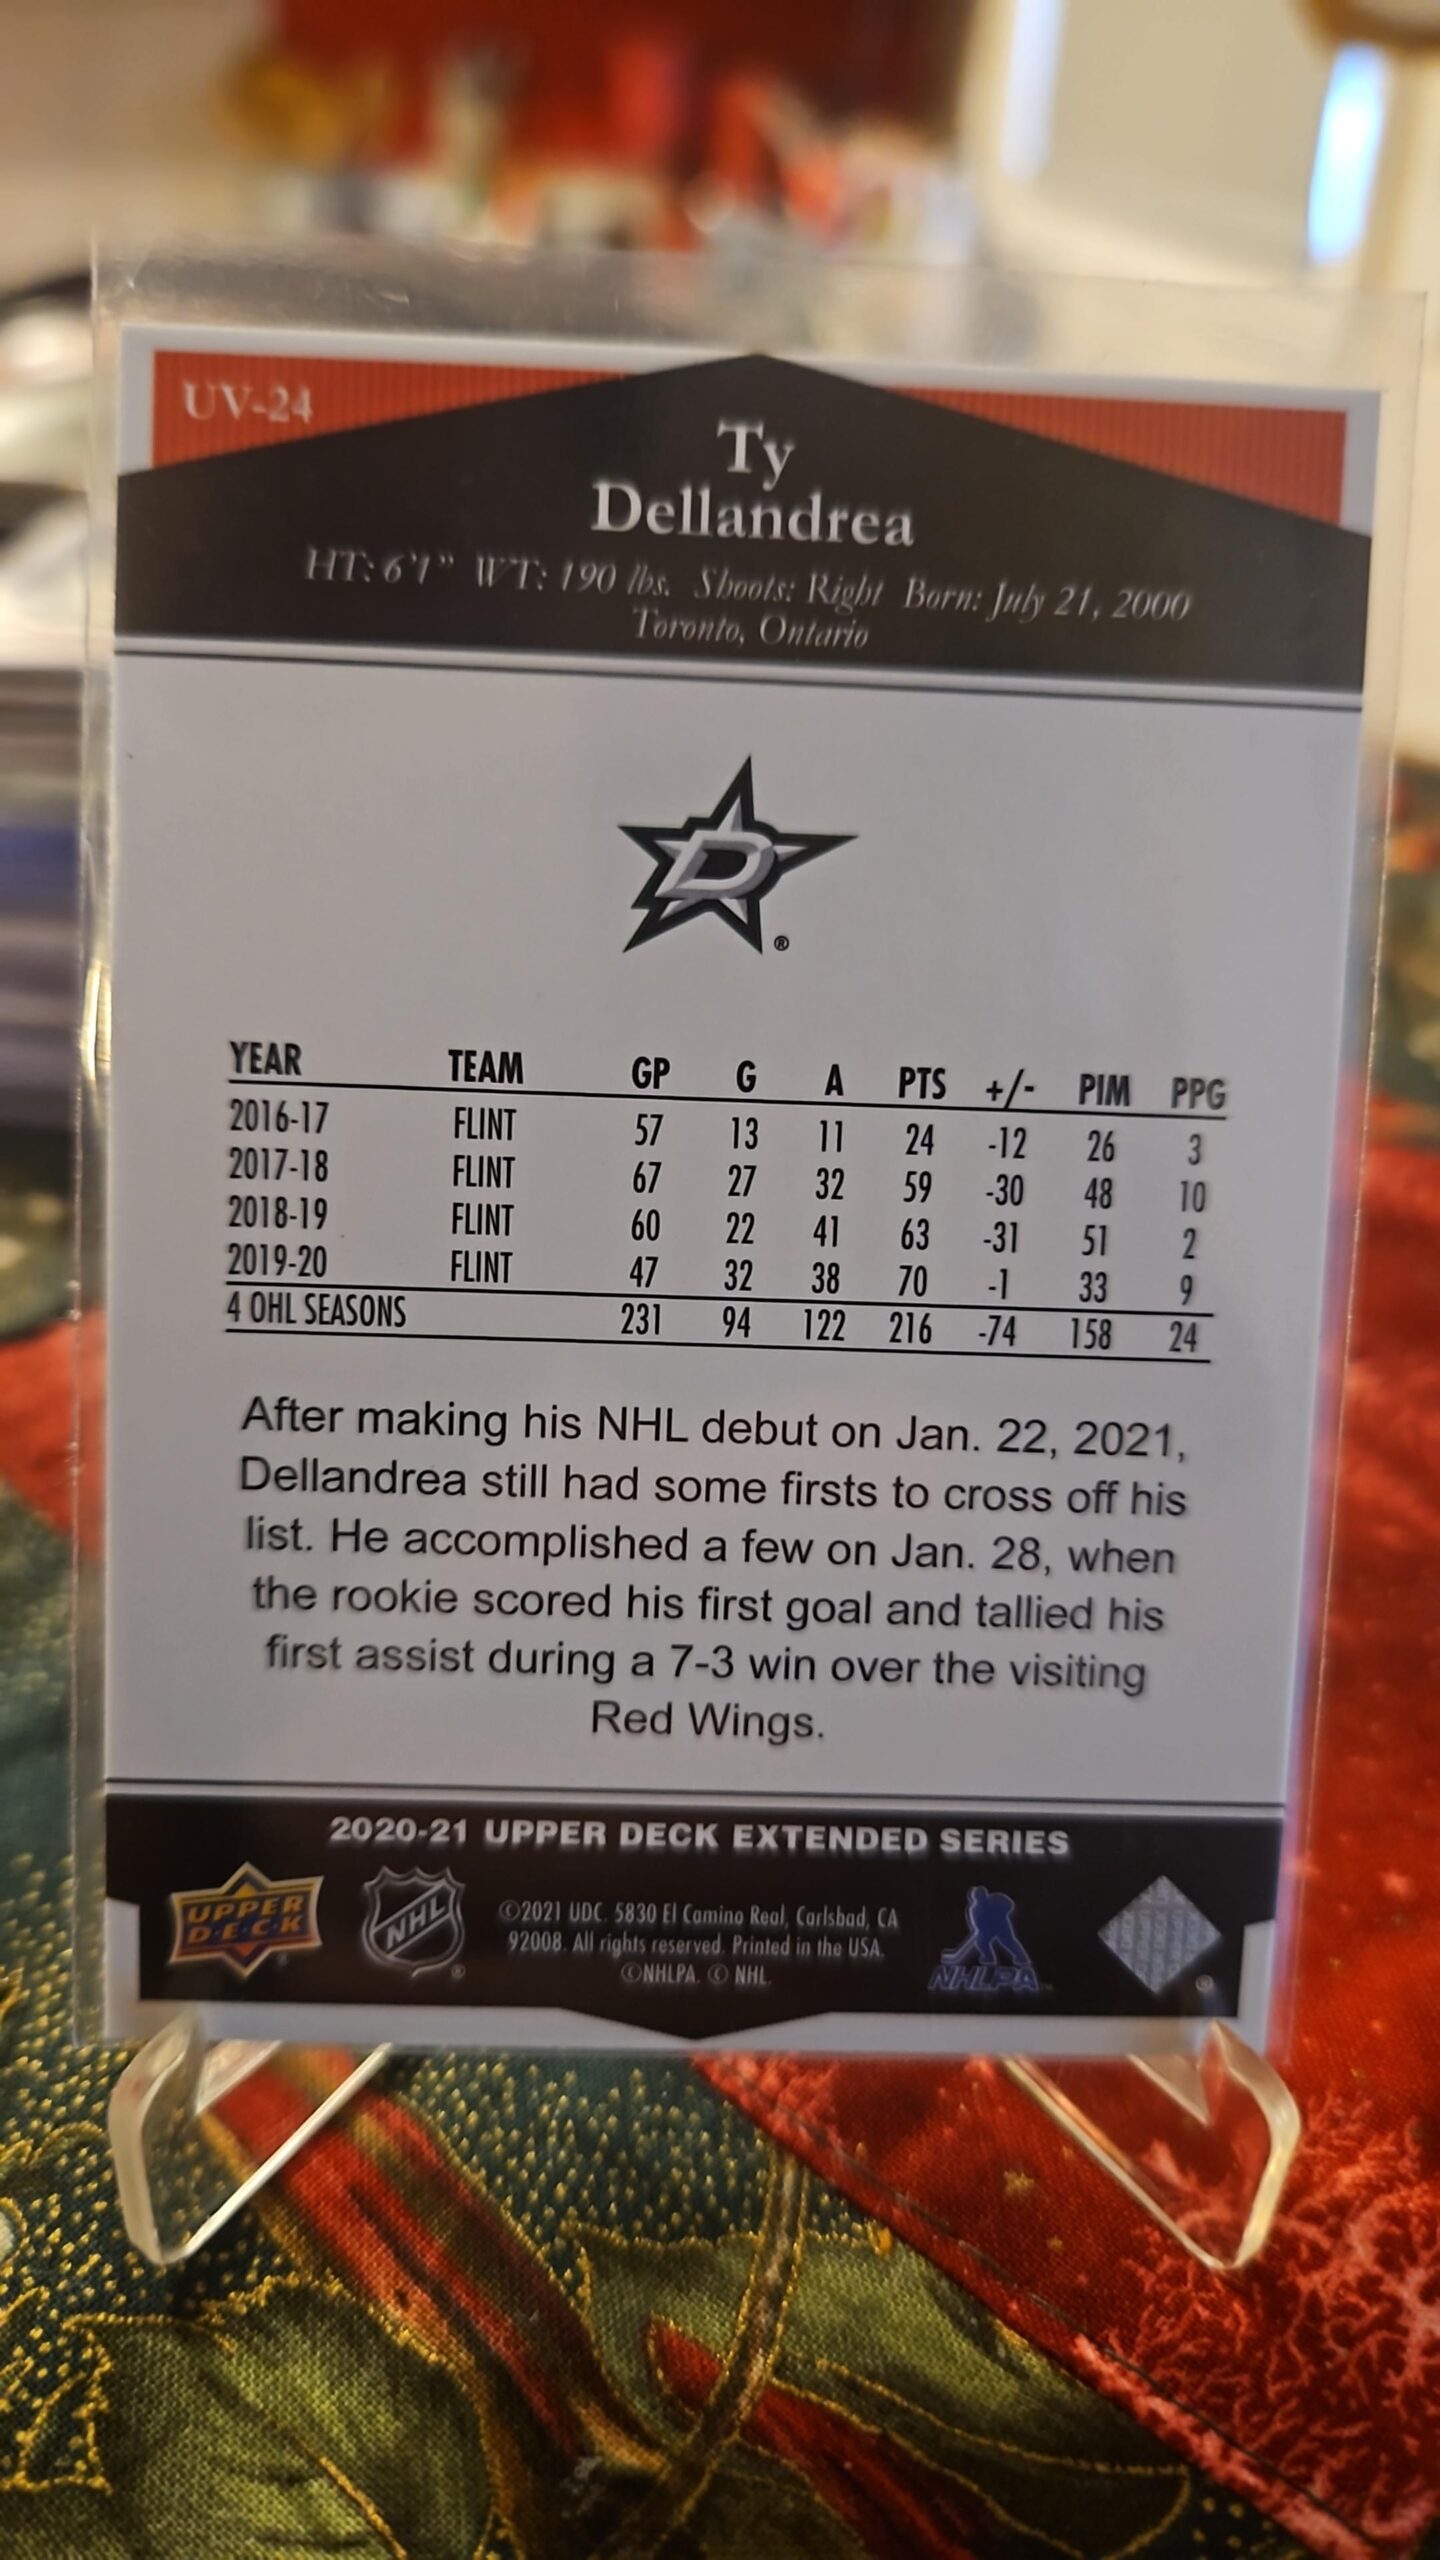 UV-24
Ty
Dellandrea
HT: 6'1" WT: 190 lbs. Shoots: Right Born: July 21, 2000
Toronto, Ontario
D
®
YEAR TEAM GP G A PTS +/- PIM PPG
2016-17 FLINT 57 13 11 24 -12 26 3
2017-18 FLINT 67 27 32 59 -30 48 10
2018-19 FLINT 60 22 41 63 -31 51 2
2019-20 FLINT 47 32 38 70 -1 33 9
4 OHL SEASONS 231 94 122 216 -74 158 24
After making his NHL debut on Jan. 22, 2021,
Dellandrea still had some firsts to cross off his
list. He accomplished a few on Jan. 28, when
the rookie scored his first goal and tallied his
first assist during a 7-3 win over the visiting
Red Wings.
2020-21 UPPER DECK EXTENDED SERIES
UPPER
D·E·C·K
NHL
©2021 UDC. 5830 El Camino Real, Carlsbad, CA
92008. All rights reserved. Printed in the USA.
©NHLPA. © NHL.
NHLPA